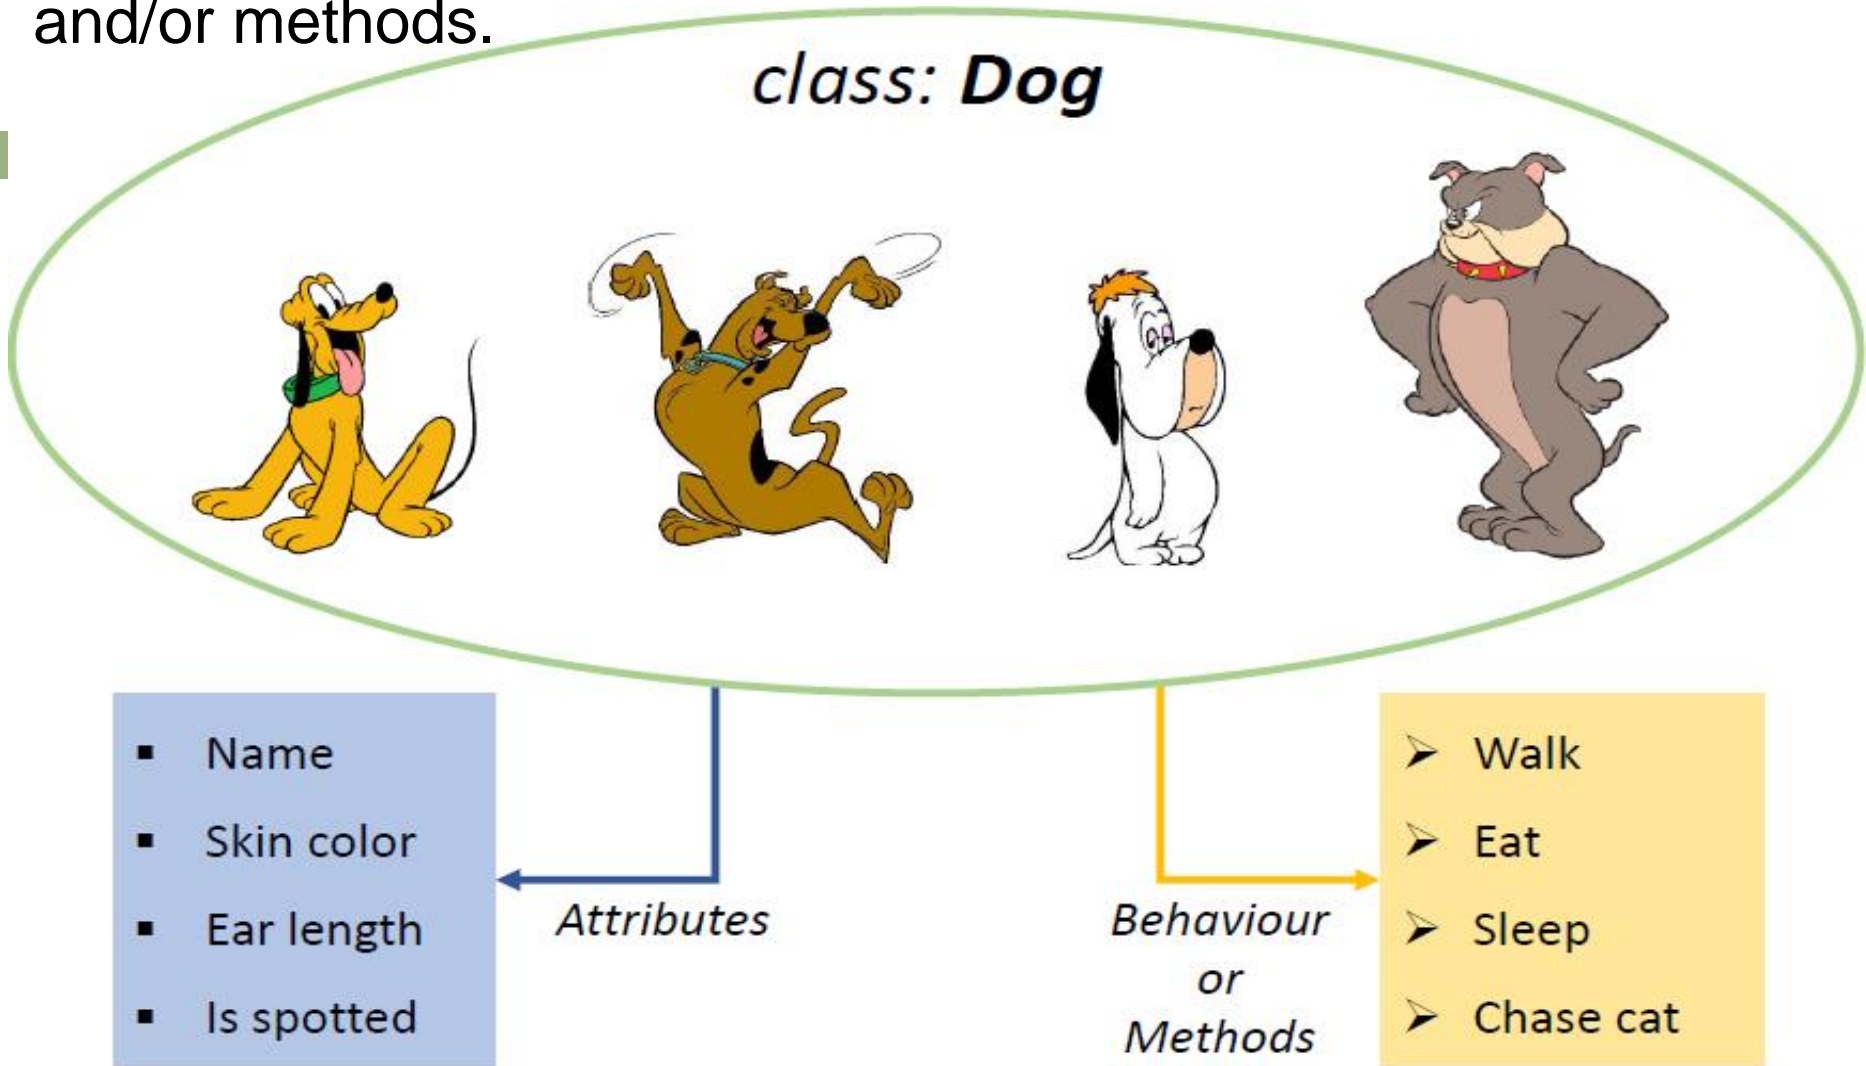 and/or methods.
class: Dog
Name
Skin color
Ear length
Is spotted
Attributes
Behaviour
or
Methods
Walk
Eat
Sleep
Chase cat